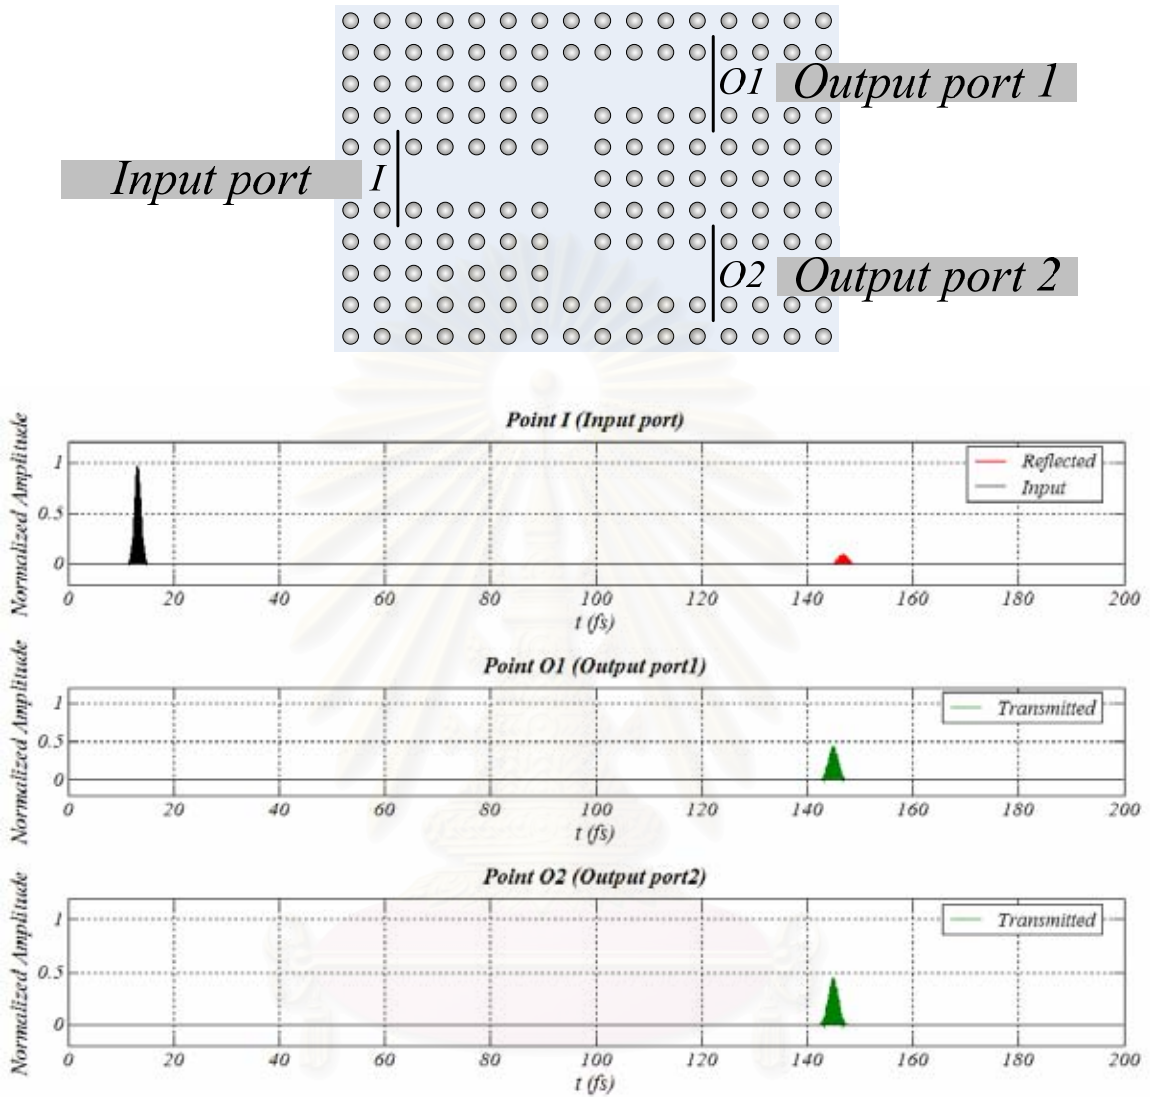 O1 Output port 1
Input port I
O2 Output port 2
Point I (Input port)
Normalized Amplitude
1
0.5
0
Reflected
Input
0 20 40 60 80 100 120 140 160 180 200
t (fs)
Point O1 (Output port1)
Normalized Amplitude
1
0.5
0
Transmitted
0 20 40 60 80 100 120 140 160 180 200
t (fs)
Point O2 (Output port2)
Normalized Amplitude
1
0.5
0
Transmitted
0 20 40 60 80 100 120 140 160 180 200
t (fs)